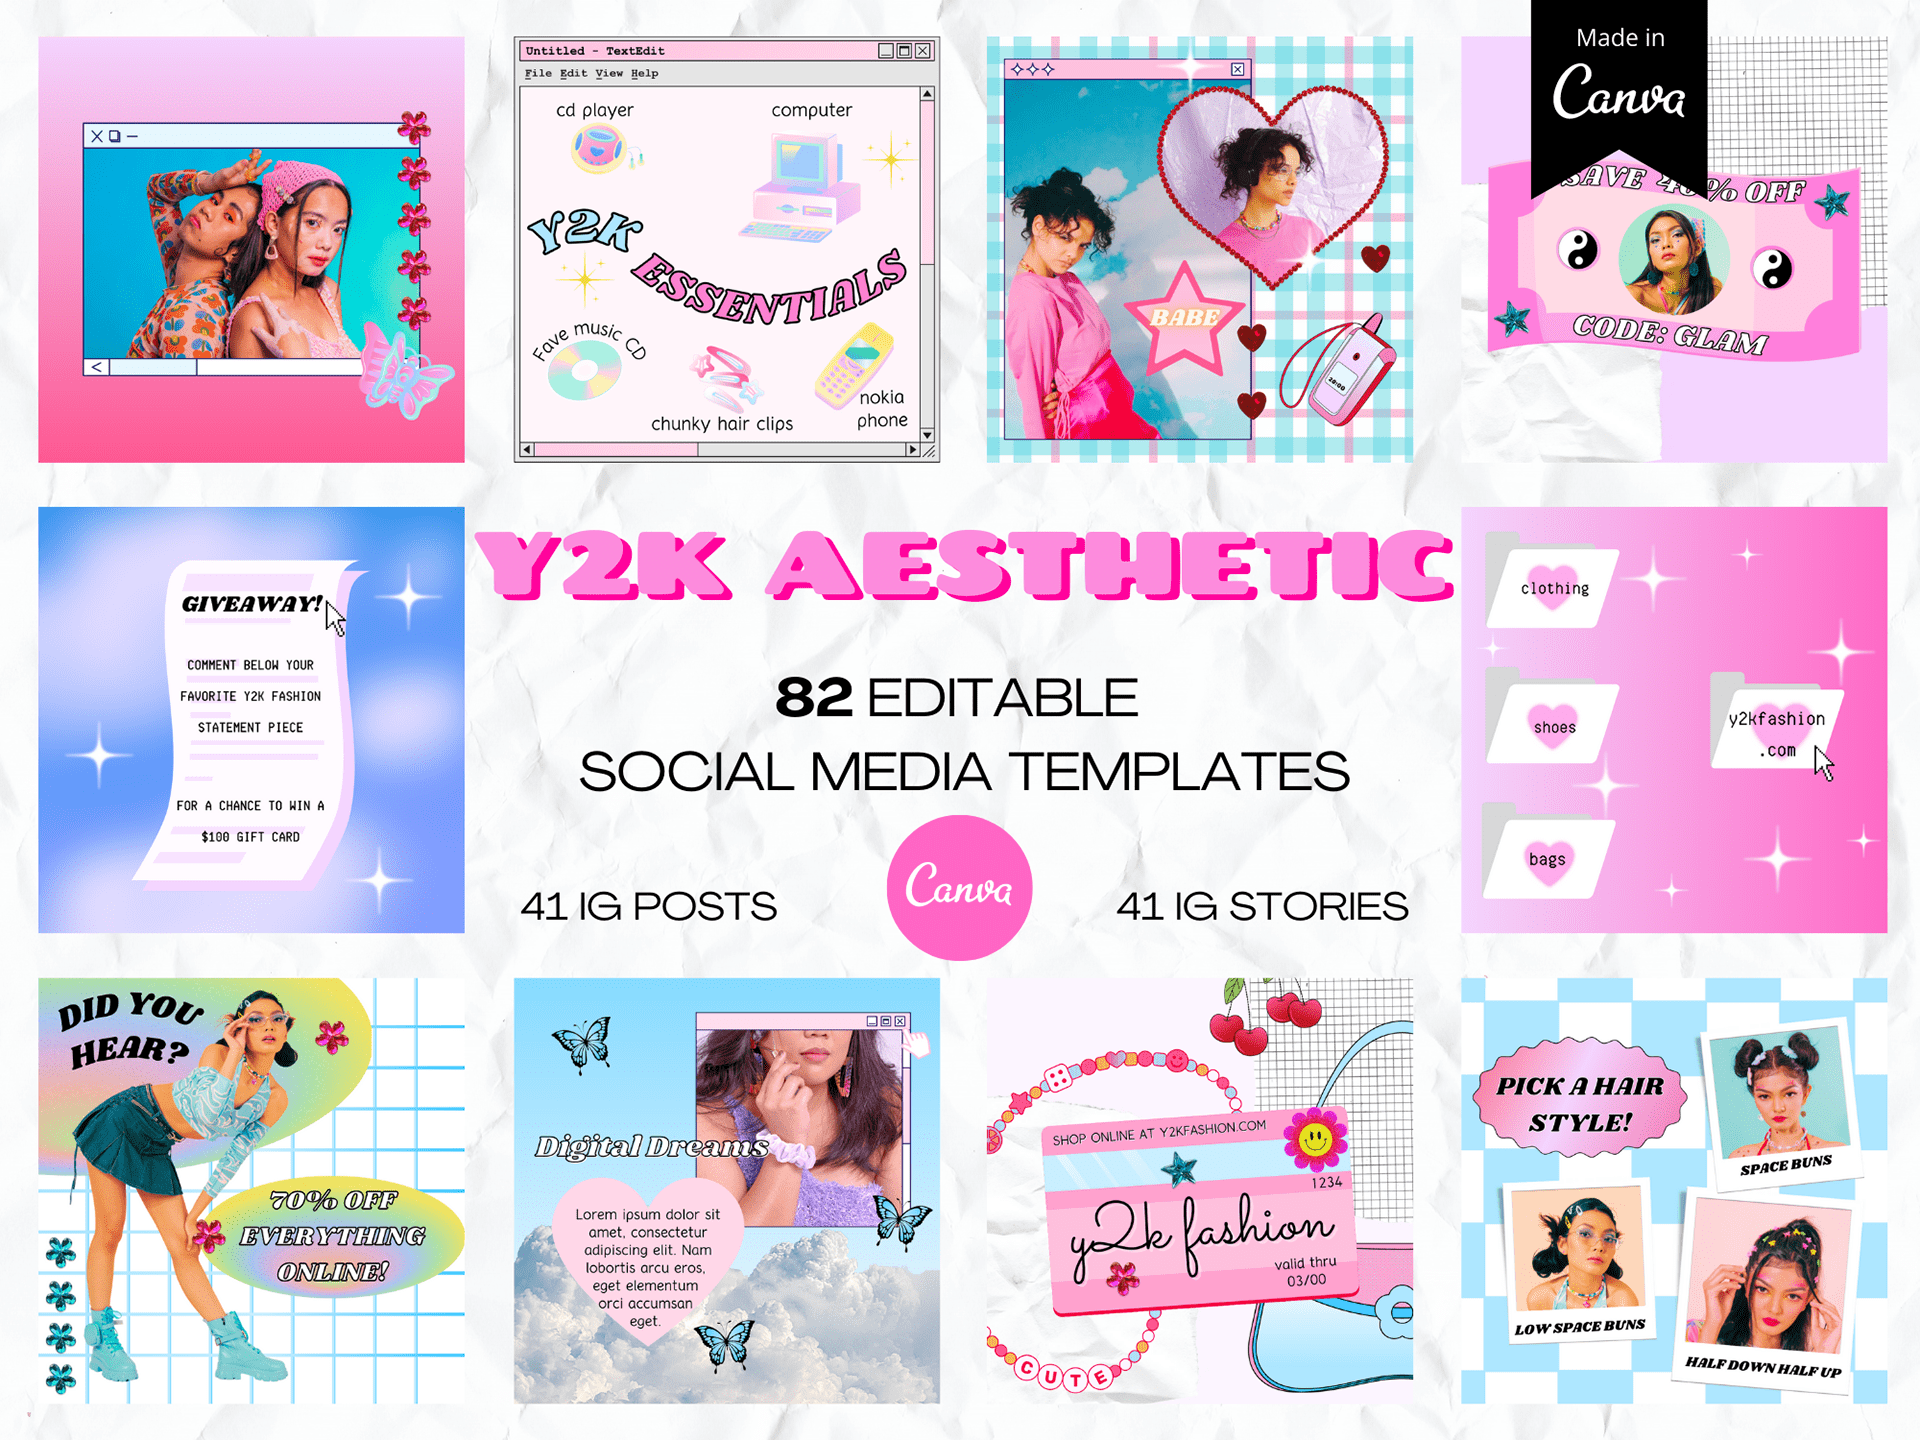 Untitled - TextEdit
File Edit View Help
cd player
computer
Y2K
ESSENTIALS
Fave music CD
chunky hair clips
nokia
phone
BABE
20:00
Made in
Canva
SAVE 40% OFF
CODE: GLAM
GIVEAWAY!
COMMENT BELOW YOUR
FAVORITE Y2K FASHION
STATEMENT PIECE
FOR A CHANCE TO WIN A
$100 GIFT CARD
Y2K AESTHETIC
82 EDITABLE
SOCIAL MEDIA TEMPLATES
41 IG POSTS
Canva
41 IG STORIES
clothing
shoes
bags
y2kfashion
.com
DID YOU
HEAR?
70% OFF
EVERYTHING
ONLINE!
Digital Dreams
Lorem ipsum dolor sit
amet, consectetur
adipiscing elit. Nam
lobortis arcu eros,
eget elementum
orci accumsan
eget.
SHOP ONLINE AT Y2KFASHION.COM
1234
y2k fashion
valid thru
03/00
CUTE
PICK A HAIR
STYLE!
SPACE BUNS
LOW SPACE BUNS
HALF DOWN HALF UP